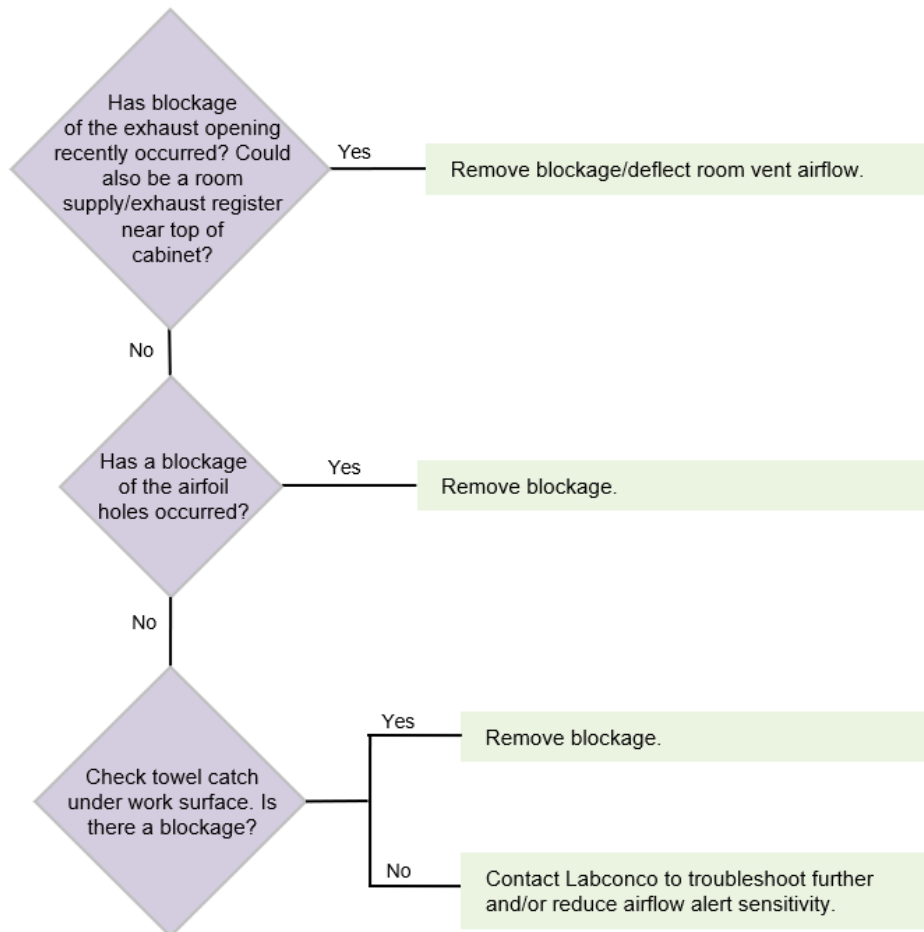 Has blockage
of the exhaust opening
recently occurred? Could
also be a room
supply/exhaust register
near top of
cabinet?
Yes
Remove blockage/deflect room vent airflow.
No
Has a blockage
of the airfoil
holes occurred?
Yes
Remove blockage.
No
Check towel catch
under work surface. Is
there a blockage?
Yes
Remove blockage.
No
Contact Labconco to troubleshoot further
and/or reduce airflow alert sensitivity.